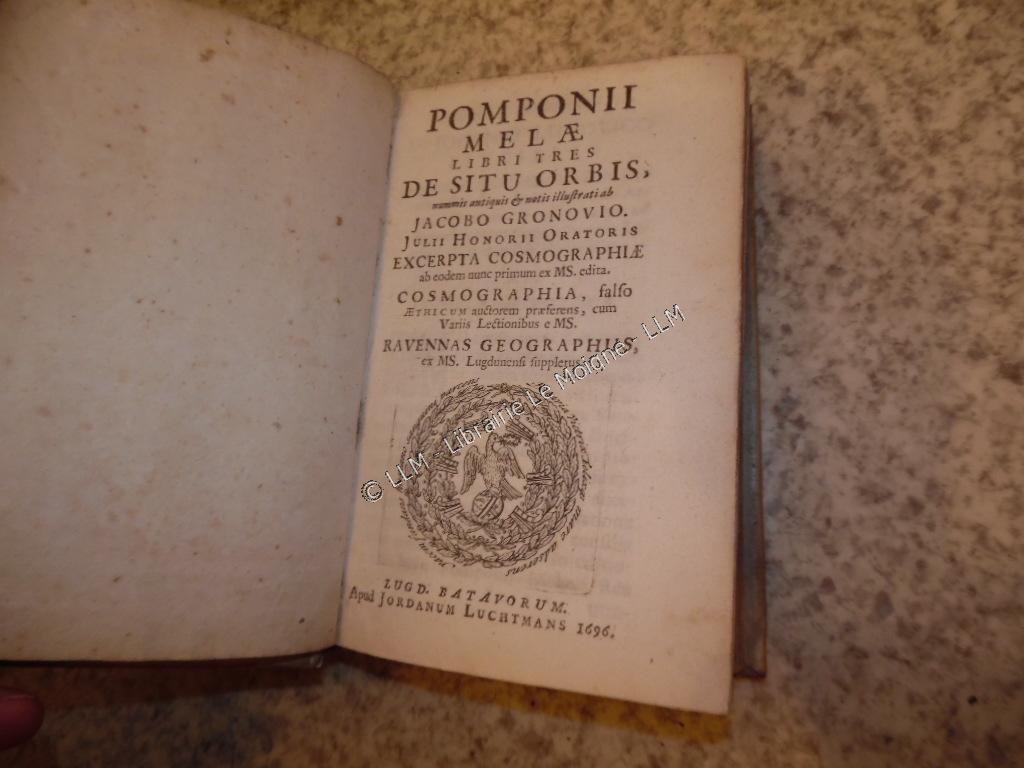 POMPONII
MELÆ
LIBRI TRES
DE SITU ORBIS,
nummis antiquis & notis illustrati ab
JACOBO GRONOVIO.
JULII HONORII ORATORIS
EXCERPTA COSMOGRAPHIÆ
ab eodem nunc primum ex MS. edita.
COSMOGRAPHIA, falso
ÆTHICUM auctorem præferens, cum
Variis Lectionibus e MS.
RAVENNAS GEOGRAPHUS,
ex MS. Lugdunensi suppletus
© LLM - Librairie Le Moigne - LLM
LUGD. BATAVORUM.
Apud JORDANUM LUCHTMANS 1696.